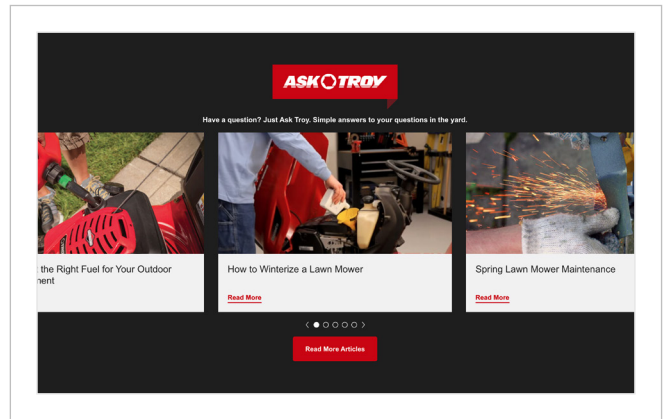 ASK TROY
Have a question? Just Ask Troy. Simple answers to your questions in the yard.
the Right Fuel for Your Outdoor
How to Winterize a Lawn Mower
Spring Lawn Mower Maintenance
Read More
Read More
Read More Articles